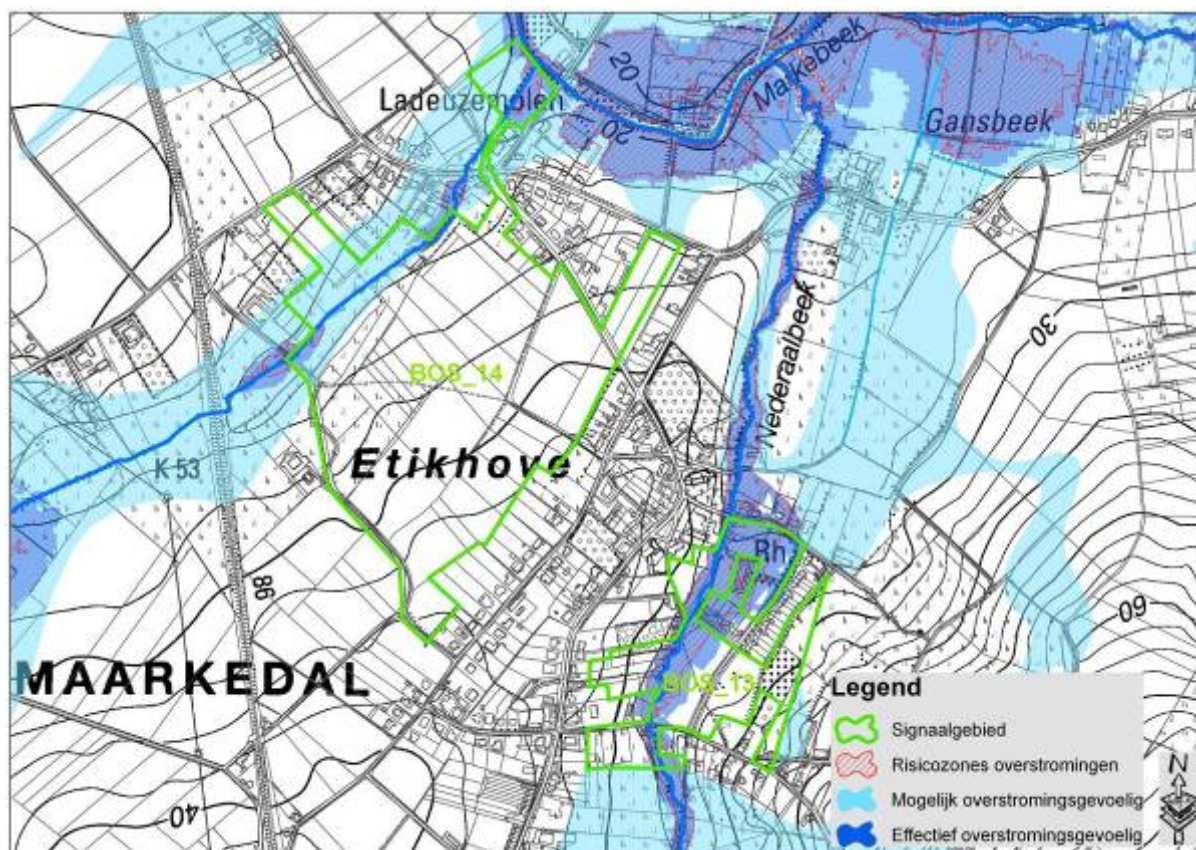 Ladeuzemolen
20
20
Maikebeek
Gansbeek
Nederaalbeek
30
BOS_14
Etikhove
K 53
98
Rh
60
MAARKEDAL
BOS_13
40
Legend
Signaalgebied
Risicozones overstromingen
Mogelijk overstromingsgevoelig
Effectief overstromingsgevoelig
N